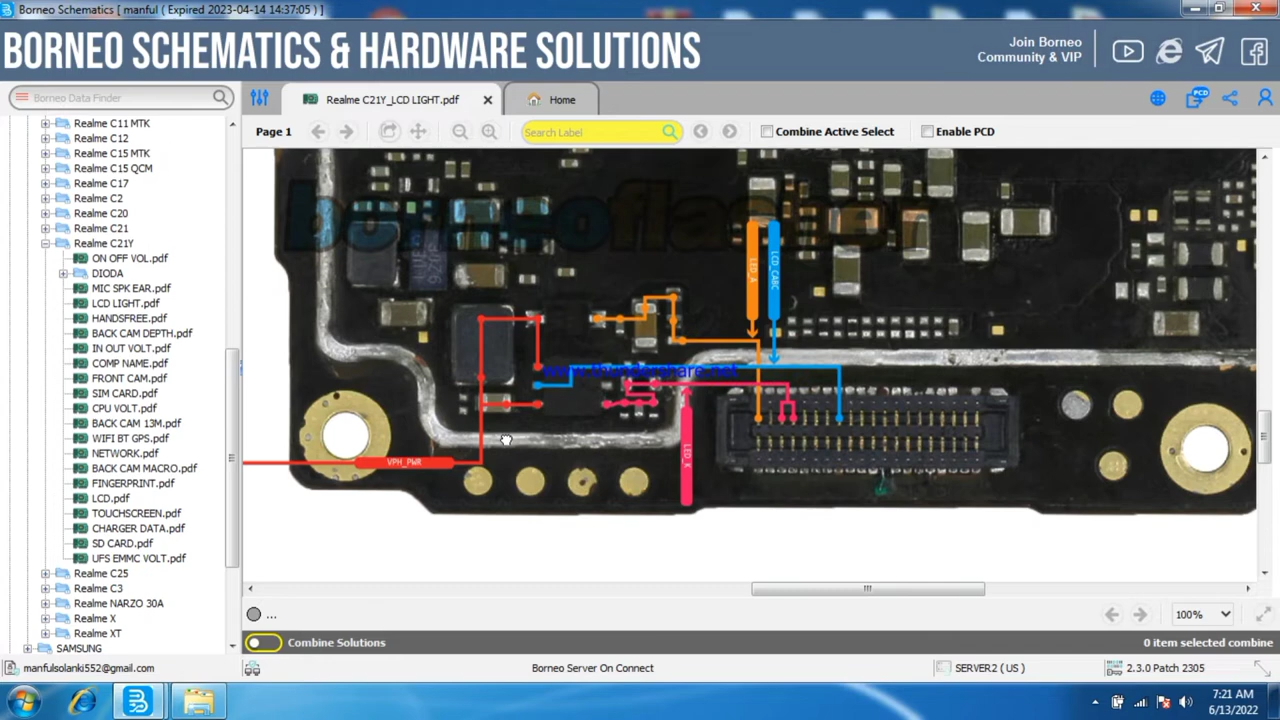 Borneo Schematics [ manful ( Expired 2023-04-14 14:37:05 ) ]
BORNEO SCHEMATICS & HARDWARE SOLUTIONS
Join Borneo
Community & VIP
Borneo Data Finder
Realme C21Y_LCD LIGHT.pdf
Home
Page 1
Search Label
Combine Active Select
Enable PCD
PCD
Realme C11 MTK
Realme C12
Realme C15 MTK
Realme C15 QCM
Realme C17
Realme C2
Realme C20
Realme C21
Realme C21Y
ON OFF VOL.pdf
DIODA
MIC SPK EAR.pdf
LCD LIGHT.pdf
HANDSFREE.pdf
BACK CAM DEPTH.pdf
IN OUT VOLT.pdf
COMP NAME.pdf
FRONT CAM.pdf
SIM CARD.pdf
CPU VOLT.pdf
BACK CAM 13M.pdf
WIFI BT GPS.pdf
NETWORK.pdf
BACK CAM MACRO.pdf
FINGERPRINT.pdf
LCD.pdf
TOUCHSCREEN.pdf
CHARGER DATA.pdf
SD CARD.pdf
UFS EMMC VOLT.pdf
Realme C25
Realme C3
Realme NARZO 30A
Realme X
Realme XT
SAMSUNG
borneoflasher
LED_A
LCD_CABC
www.thundershare.net
LED_K
VPH_PWR
...
100%
Combine Solutions
0 item selected combine
manfulsolanki552@gmail.com
Borneo Server On Connect
SERVER2 ( US )
2.3.0 Patch 2305
7:21 AM
6/13/2022